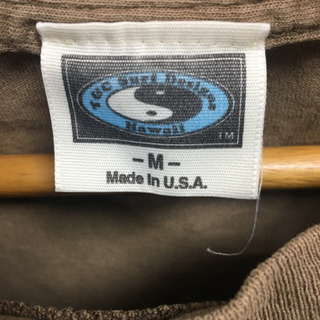 T&C Surf Designs
Hawaii
TM
- M -
Made In U.S.A.